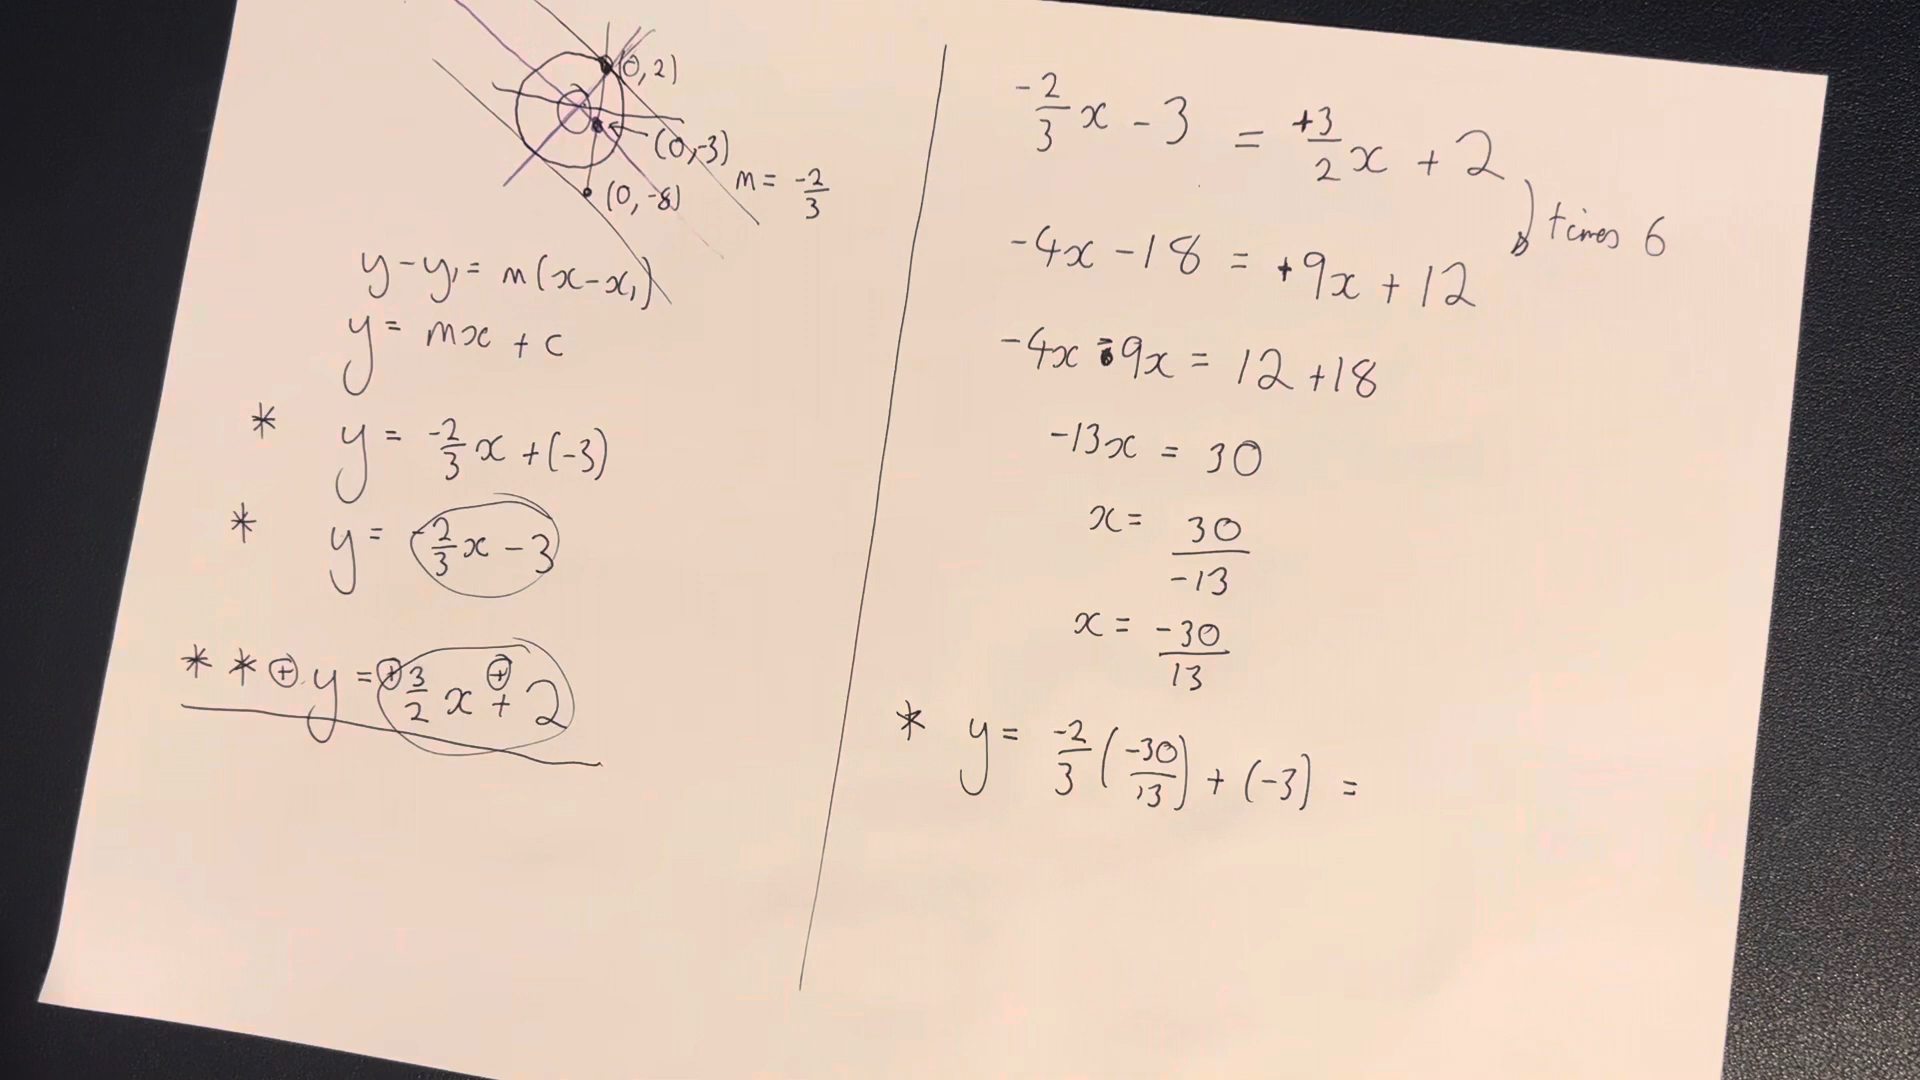 (0, 2)
(0, -3)
m = -2/3
(0, -8)
y - y₁ = m(x - x₁)
y = mx + c
* y = -2/3 x + (-3)
* y = -2/3 x - 3
* * ⊕ y = ⊕ 3/2 x ⊕ + 2
-2/3 x - 3 = +3/2 x + 2
times 6
-4x - 18 = +9x + 12
-4x - 9x = 12 + 18
-13x = 30
x = 30/-13
x = -30/13
* y = -2/3 (-30/13) + (-3) =